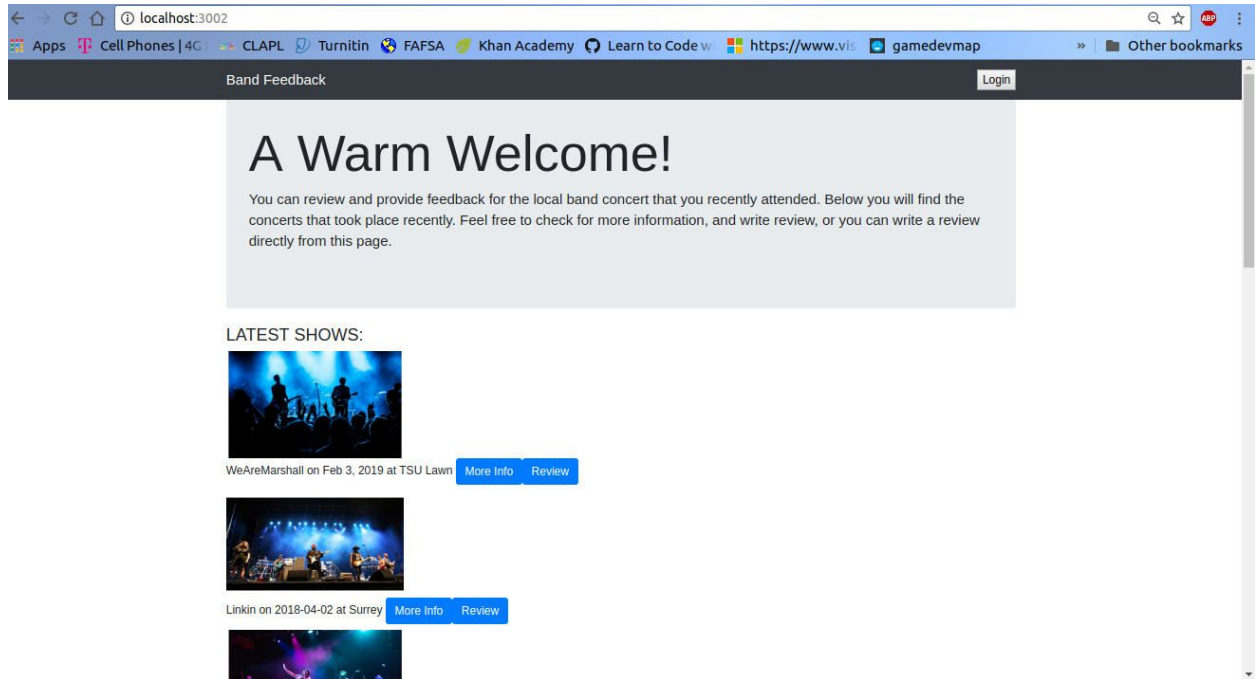 localhost:3002
ABP
Apps Cell Phones | 4G CLAPL Turnitin FAFSA Khan Academy Learn to Code w https://www.vis gamedevmap » Other bookmarks
Band Feedback Login
A Warm Welcome!
You can review and provide feedback for the local band concert that you recently attended. Below you will find the
concerts that took place recently. Feel free to check for more information, and write review, or you can write a review
directly from this page.
LATEST SHOWS:
WeAreMarshall on Feb 3, 2019 at TSU Lawn More Info Review
Linkin on 2018-04-02 at Surrey More Info Review